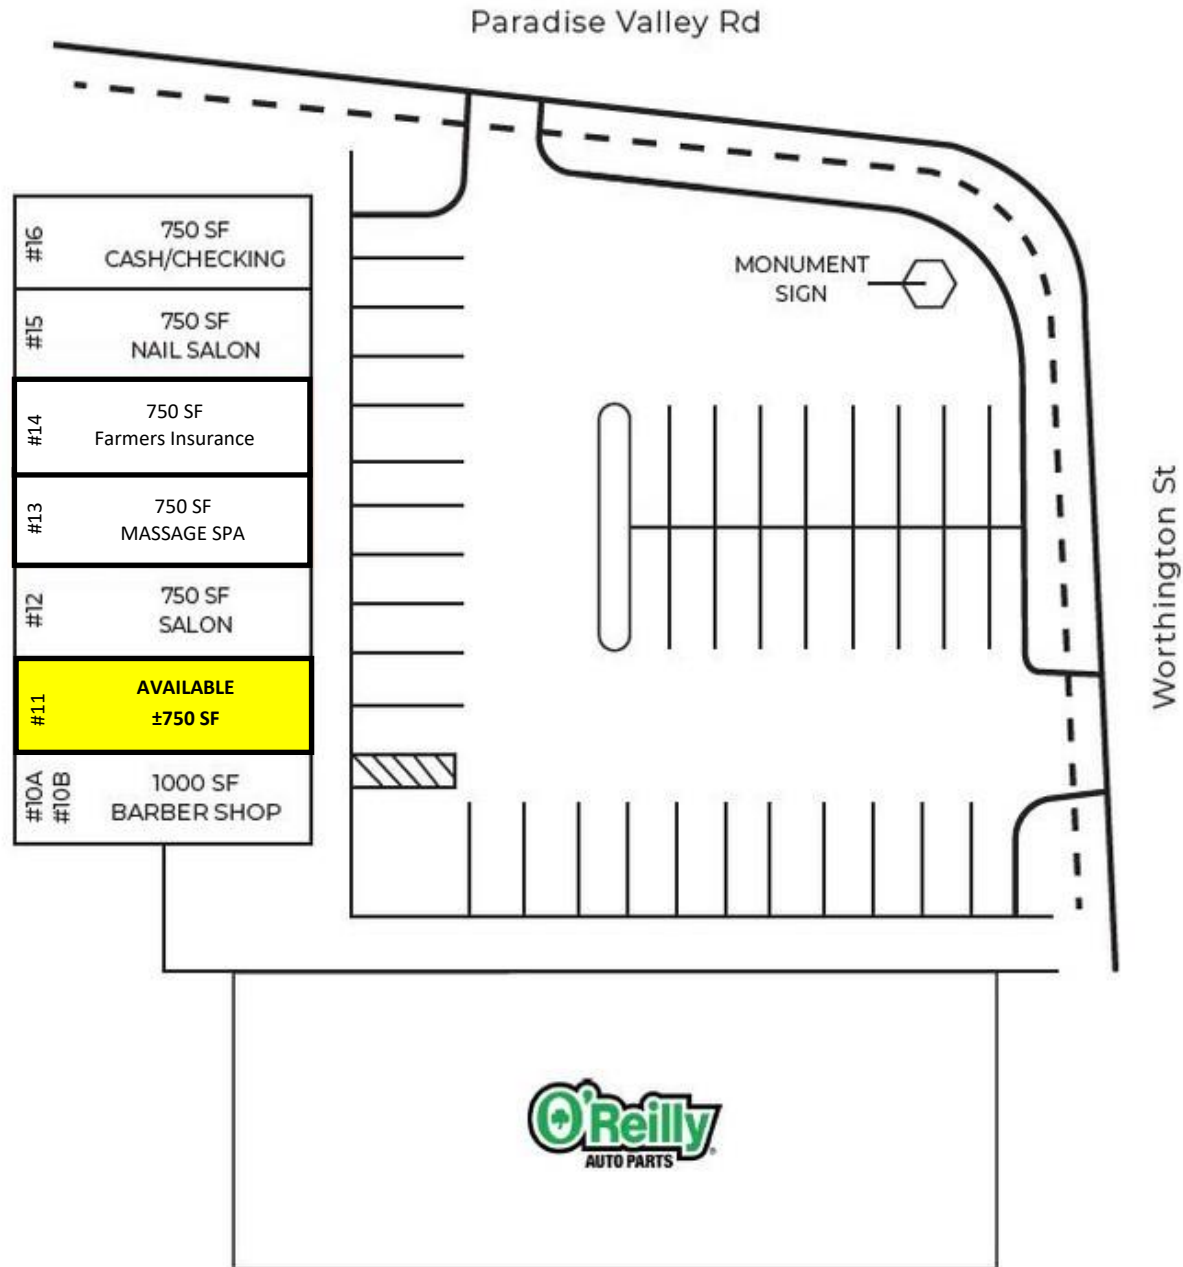 Paradise Valley Rd
#16
750 SF
CASH/CHECKING
#15
750 SF
NAIL SALON
#14
750 SF
Farmers Insurance
#13
750 SF
MASSAGE SPA
#12
750 SF
SALON
#11
AVAILABLE
±750 SF
#10A
#10B
1000 SF
BARBER SHOP
MONUMENT
SIGN
Worthington St
O'Reilly
AUTO PARTS